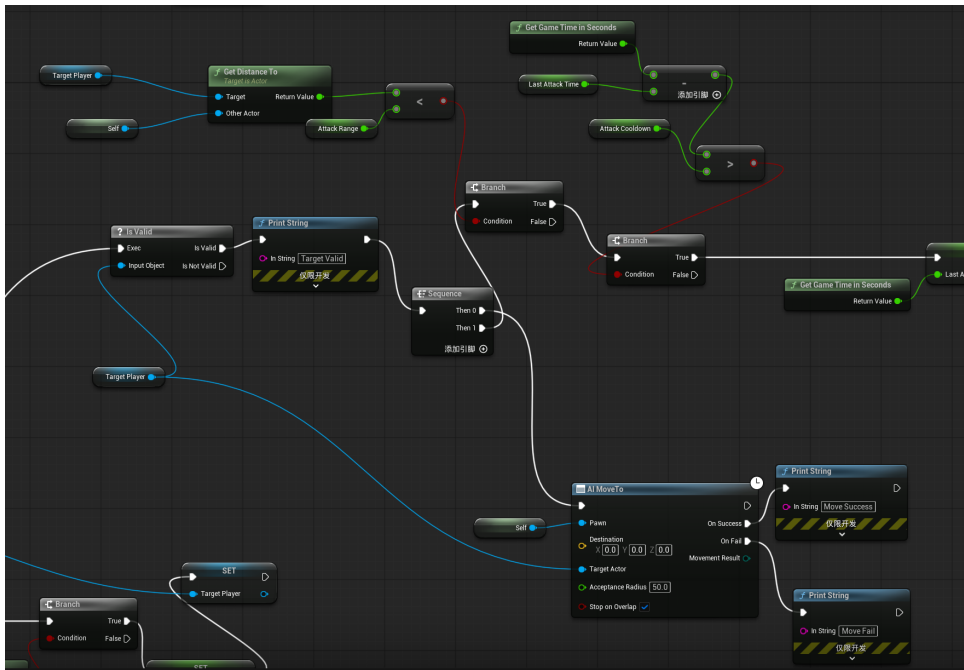 Get Game Time in Seconds
Return Value
Target Player
Get Distance To
Target is Actor
Target
Return Value
Other Actor
Self
Attack Range
<
Last Attack Time
-
添加引脚
Attack Cooldown
>
Branch
True
Condition
False
Is Valid
Exec
Is Valid
Input Object
Is Not Valid
Print String
In String
Target Valid
仅限开发
Branch
True
Condition
False
Sequence
Then 0
Then 1
添加引脚
Get Game Time in Seconds
Return Value
Last A
Target Player
AI MoveTo
Pawn
On Success
Destination
X 0.0 Y 0.0 Z 0.0
On Fail
Movement Result
Target Actor
Acceptance Radius 50.0
Stop on Overlap
Self
Print String
In String
Move Success
仅限开发
Print String
In String
Move Fail
仅限开发
SET
Target Player
Branch
True
Condition
False
SET